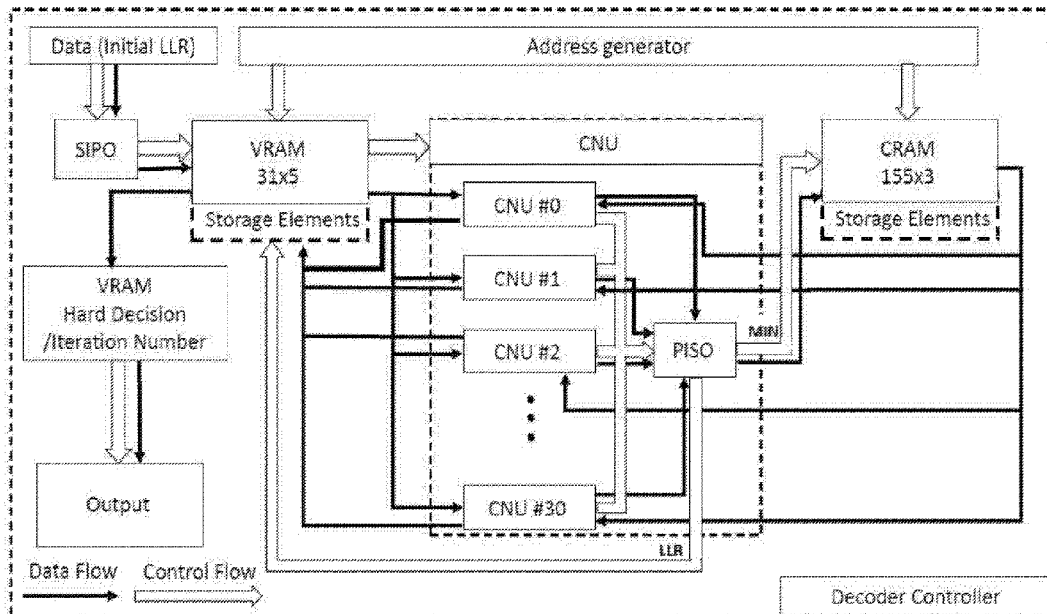 Data (Initial LLR)
Address generator
SIPO
VRAM
31x5
Storage Elements
CNU
CRAM
155x3
Storage Elements
CNU #0
CNU #1
CNU #2
CNU #30
PISO
MIN
LLR
VRAM
Hard Decision
/Iteration Number
Output
Data Flow
Control Flow
Decoder Controller